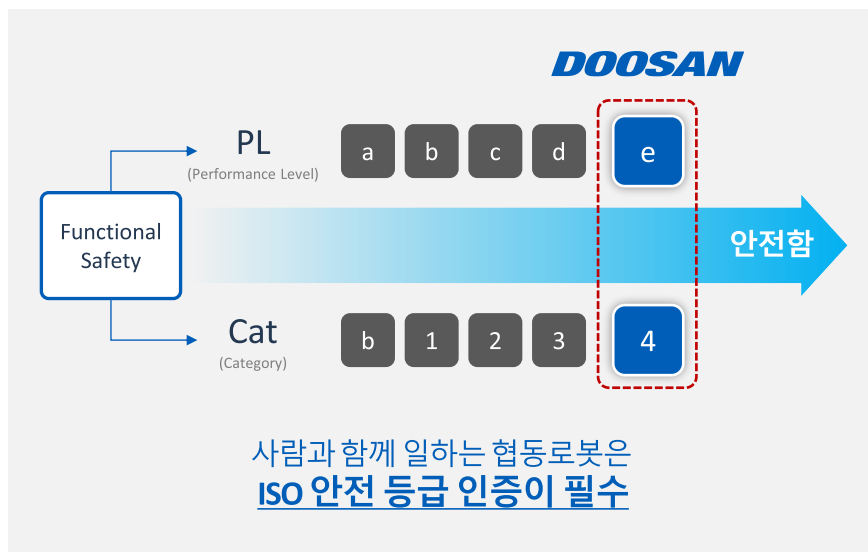 DOOSAN
PL
(Performance Level)
a b c d e
Functional
Safety
안전함
Cat
(Category)
b 1 2 3 4
사람과 함께 일하는 협동로봇은
ISO 안전 등급 인증이 필수